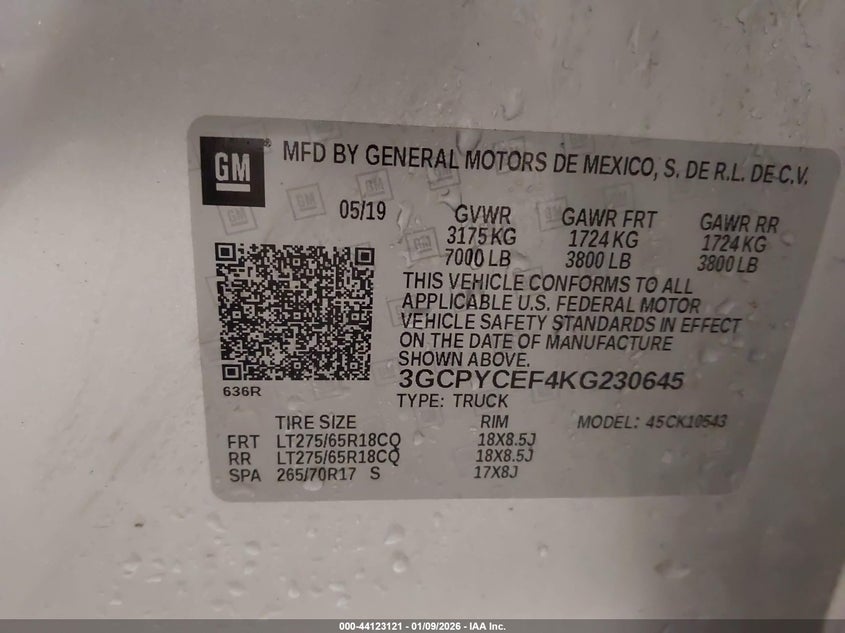 GM® MFD BY GENERAL MOTORS DE MEXICO, S. DE R.L. DE C.V.
05/19 GVWR GAWR FRT GAWR RR
3175 KG 1724 KG 1724 KG
7000 LB 3800 LB 3800 LB
THIS VEHICLE CONFORMS TO ALL
APPLICABLE U.S. FEDERAL MOTOR
VEHICLE SAFETY STANDARDS IN EFFECT
ON THE DATE OF MANUFACTURE
SHOWN ABOVE.
3GCPYCEF4KG230645
636R
TYPE: TRUCK
TIRE SIZE RIM MODEL: 45CK10543
FRT LT275/65R18CQ 18X8.5J
RR LT275/65R18CQ 18X8.5J
SPA 265/70R17 S 17X8J
000-44123121 - 01/09/2026 - IAA Inc.